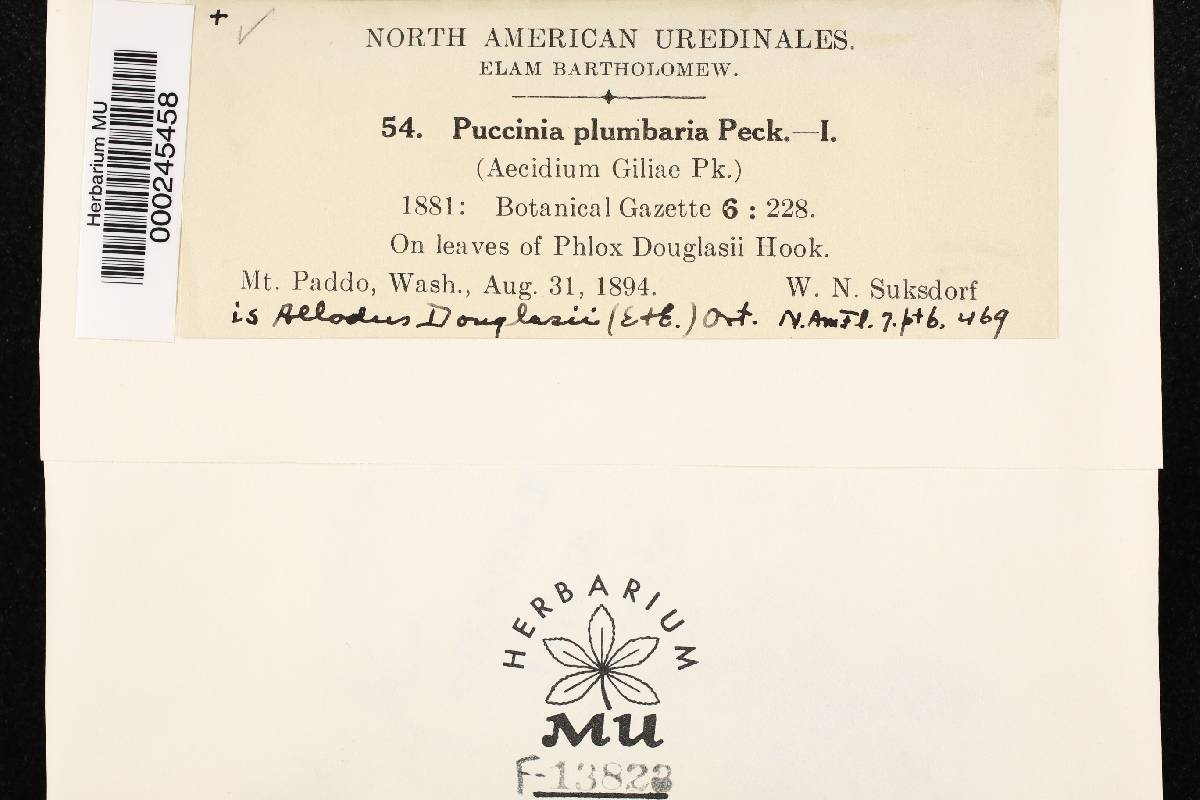 Herbarium MU
000245458
+ ✓
NORTH AMERICAN UREDINALES.
ELAM BARTHOLOMEW.
54. Puccinia plumbaria Peck.—I.
(Aecidium Giliae Pk.)
1881: Botanical Gazette 6 : 228.
On leaves of Phlox Douglasii Hook.
Mt. Paddo, Wash., Aug. 31, 1894. W. N. Suksdorf
is Allodus Douglasii (E+E.) Ort. N.Am Fl. 7. pt 6. 469
HERBARIUM
MU
F-13823